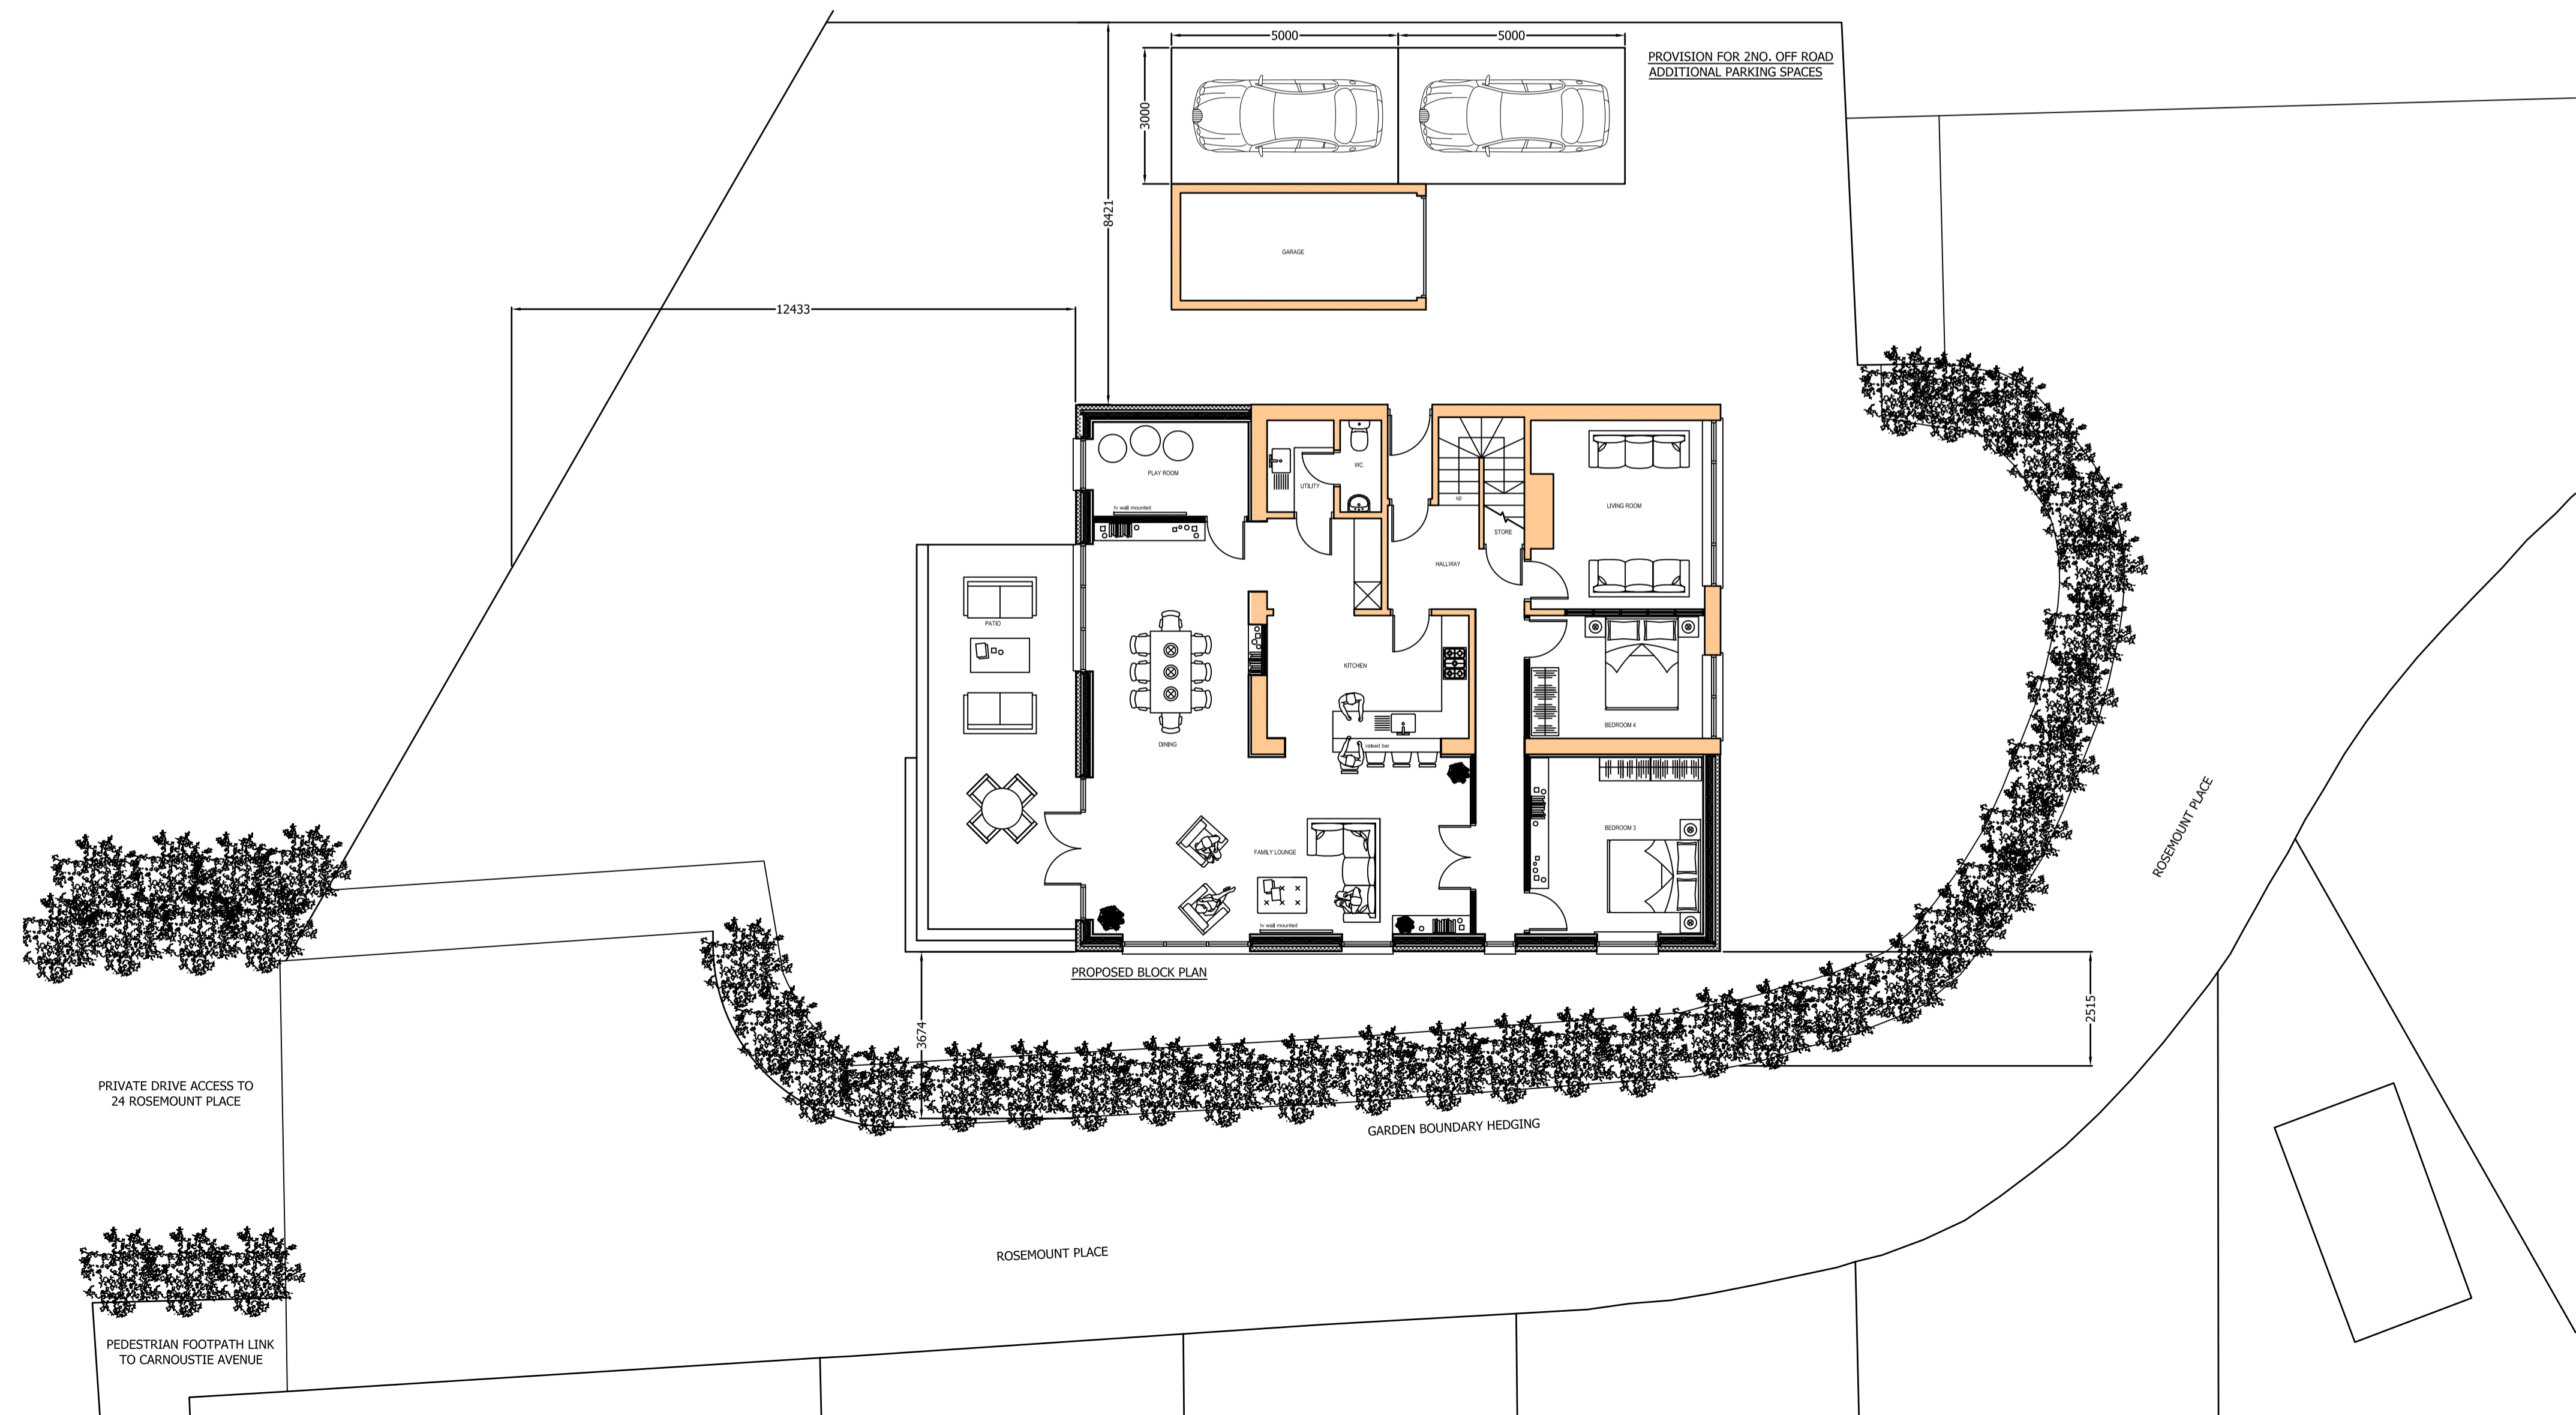 5000
5000
PROVISION FOR 2NO. OFF ROAD
ADDITIONAL PARKING SPACES
3000
8421
GARAGE
12433
PLAY ROOM
tv wall mounted
UTILITY
WC
up
STORE
HALLWAY
LIVING ROOM
PATIO
DINING
KITCHEN
raised bar
BEDROOM 4
BEDROOM 3
FAMILY LOUNGE
tv wall mounted
PROPOSED BLOCK PLAN
3674
2515
ROSEMOUNT PLACE
PRIVATE DRIVE ACCESS TO
24 ROSEMOUNT PLACE
GARDEN BOUNDARY HEDGING
ROSEMOUNT PLACE
PEDESTRIAN FOOTPATH LINK
TO CARNOUSTIE AVENUE